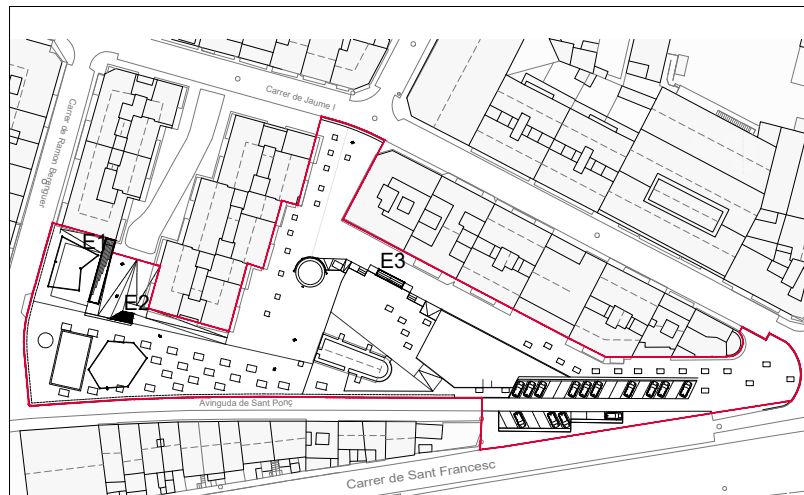 Carrer de Jaume I
Carrer de Ramon Berenguer
E1
E2
E3
Avinguda de Sant Ponç
Carrer de Sant Francesc